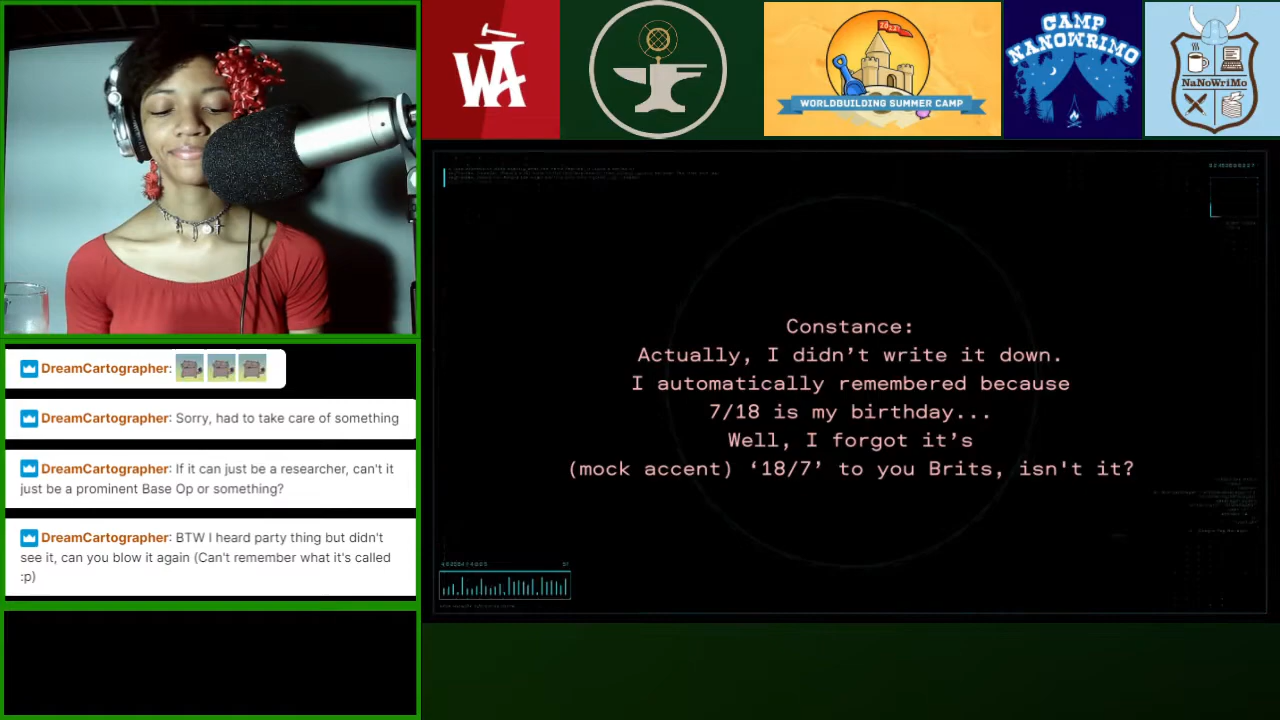 WA
2022
WORLDBUILDING SUMMER CAMP
CAMP
NANOWRIMO
NaNoWriMo
Constance:
Actually, I didn't write it down.
I automatically remembered because
7/18 is my birthday...
Well, I forgot it's
(mock accent) ‘18/7’ to you Brits, isn't it?
DreamCartographer:
DreamCartographer: Sorry, had to take care of something
DreamCartographer: If it can just be a researcher, can't it
just be a prominent Base Op or something?
DreamCartographer: BTW I heard party thing but didn't
see it, can you blow it again (Can't remember what it's called
:p)